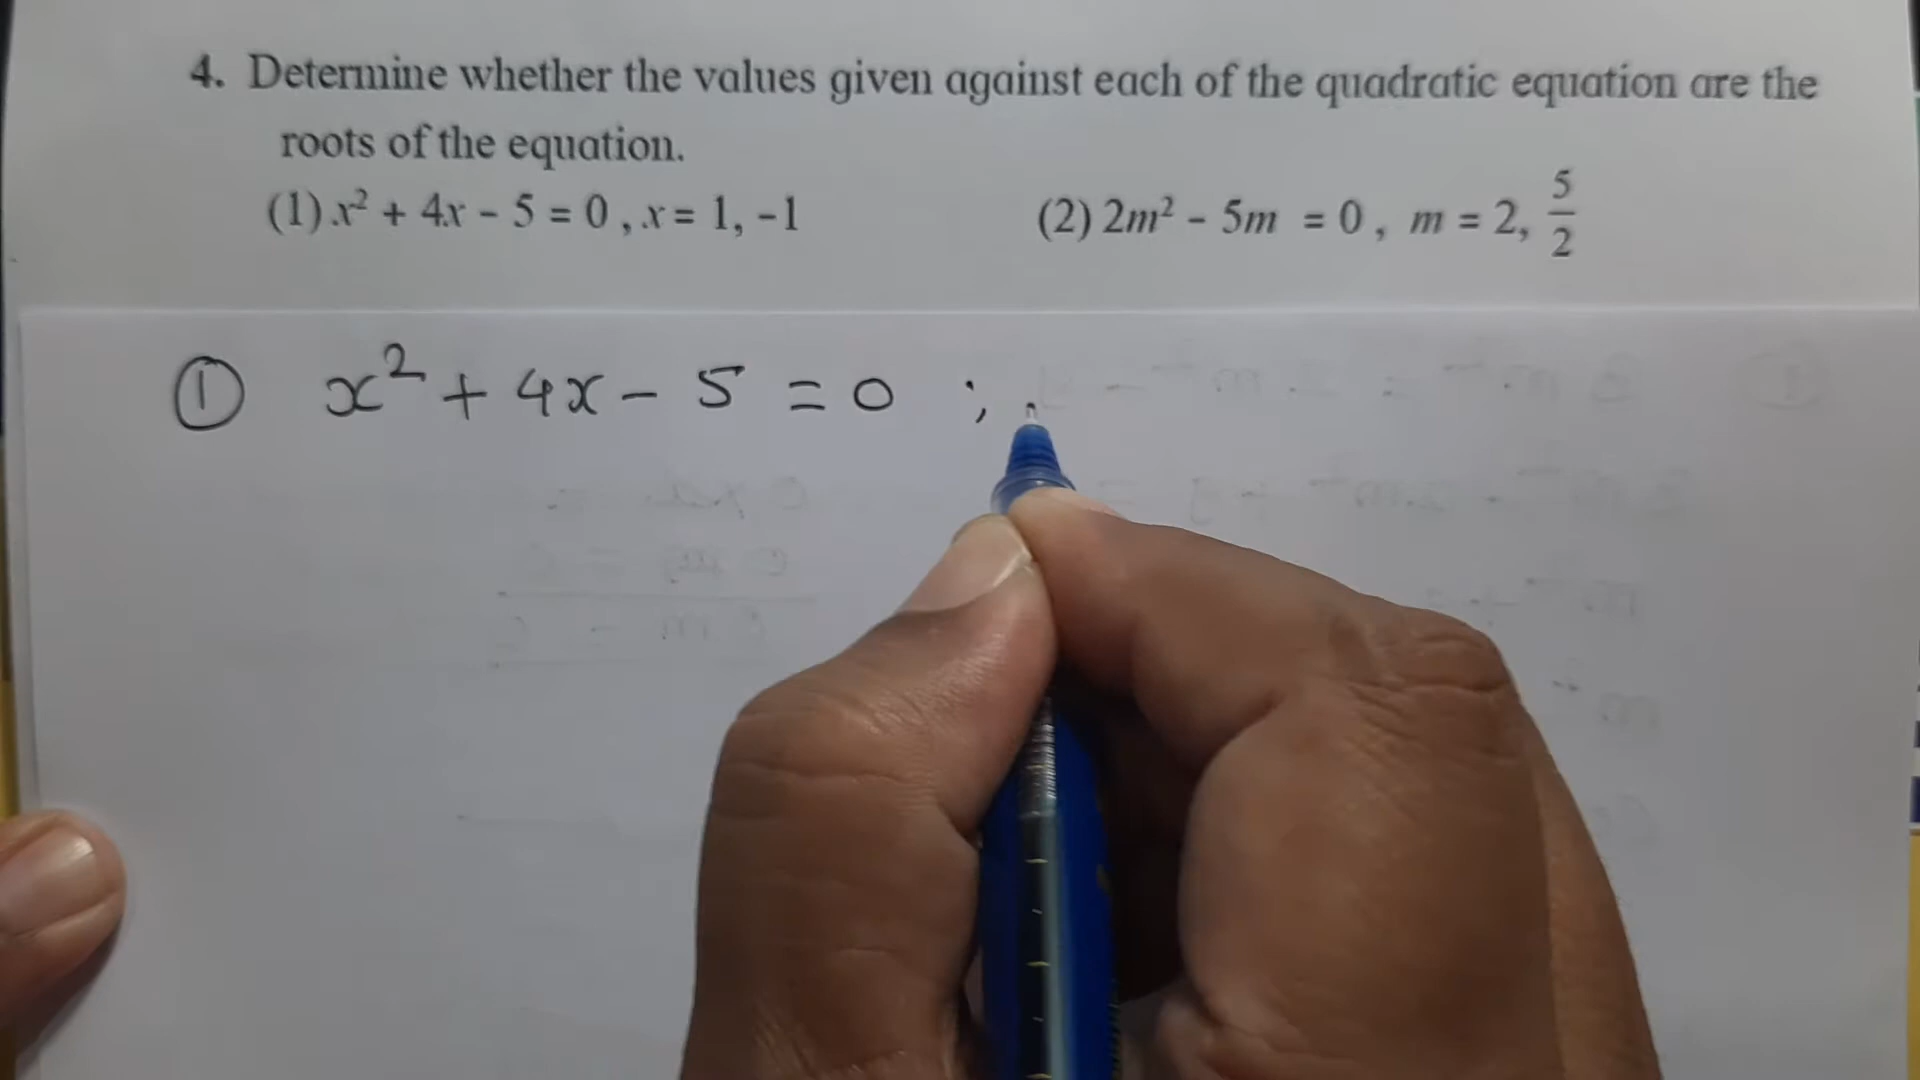 4. Determine whether the values given against each of the quadratic equation are the
roots of the equation.
(1) x² + 4x – 5 = 0 , x = 1, –1 (2) 2m² – 5m = 0 , m = 2, 5/2
① x² + 4x – 5 = 0 ;